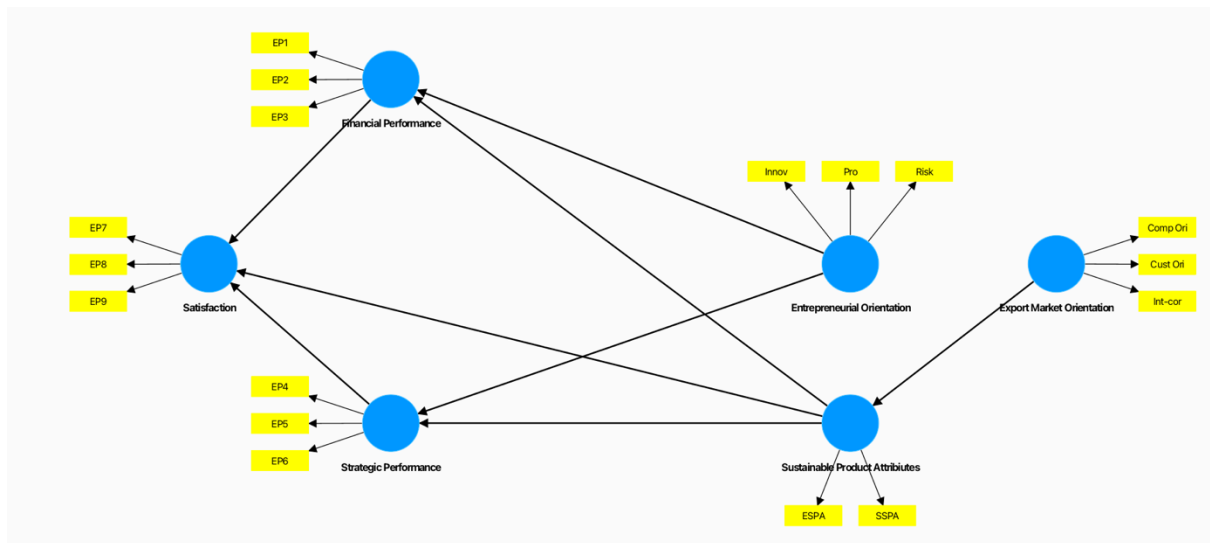 EP1
EP2
EP3
Financial Performance
Innov
Pro
Risk
EP7
EP8
EP9
Satisfaction
Entrepreneurial Orientation
Comp Ori
Cust Ori
Int-cor
Export Market Orientation
EP4
EP5
EP6
Strategic Performance
Sustainable Product Attribiutes
ESPA
SSPA